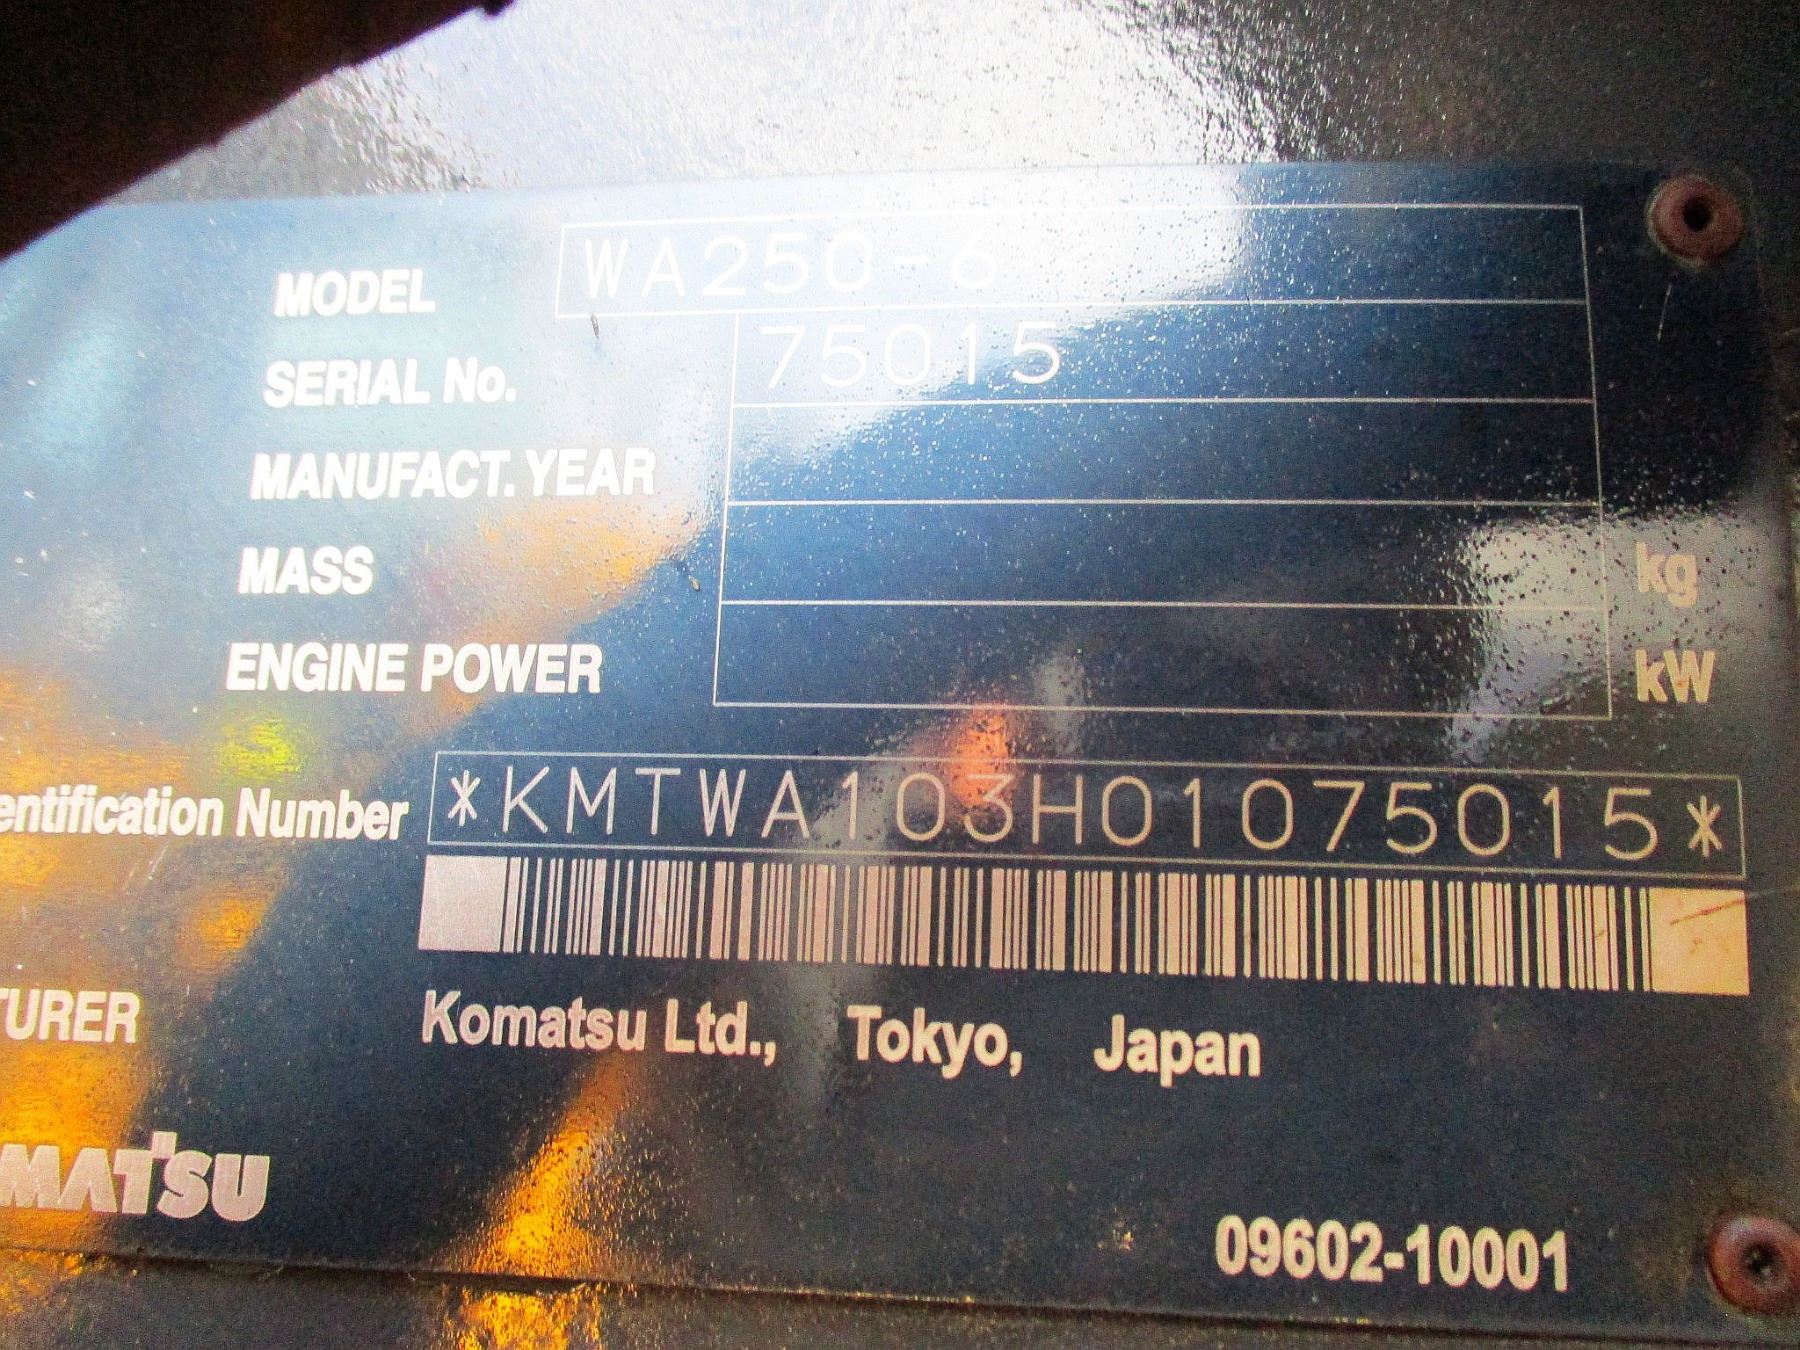 MODEL WA250-6
SERIAL No. 75015
MANUFACT. YEAR
MASS kg
ENGINE POWER kW
entification Number *KMTWA103H01075015*
TURER Komatsu Ltd., Tokyo, Japan
OMATSU
09602-10001